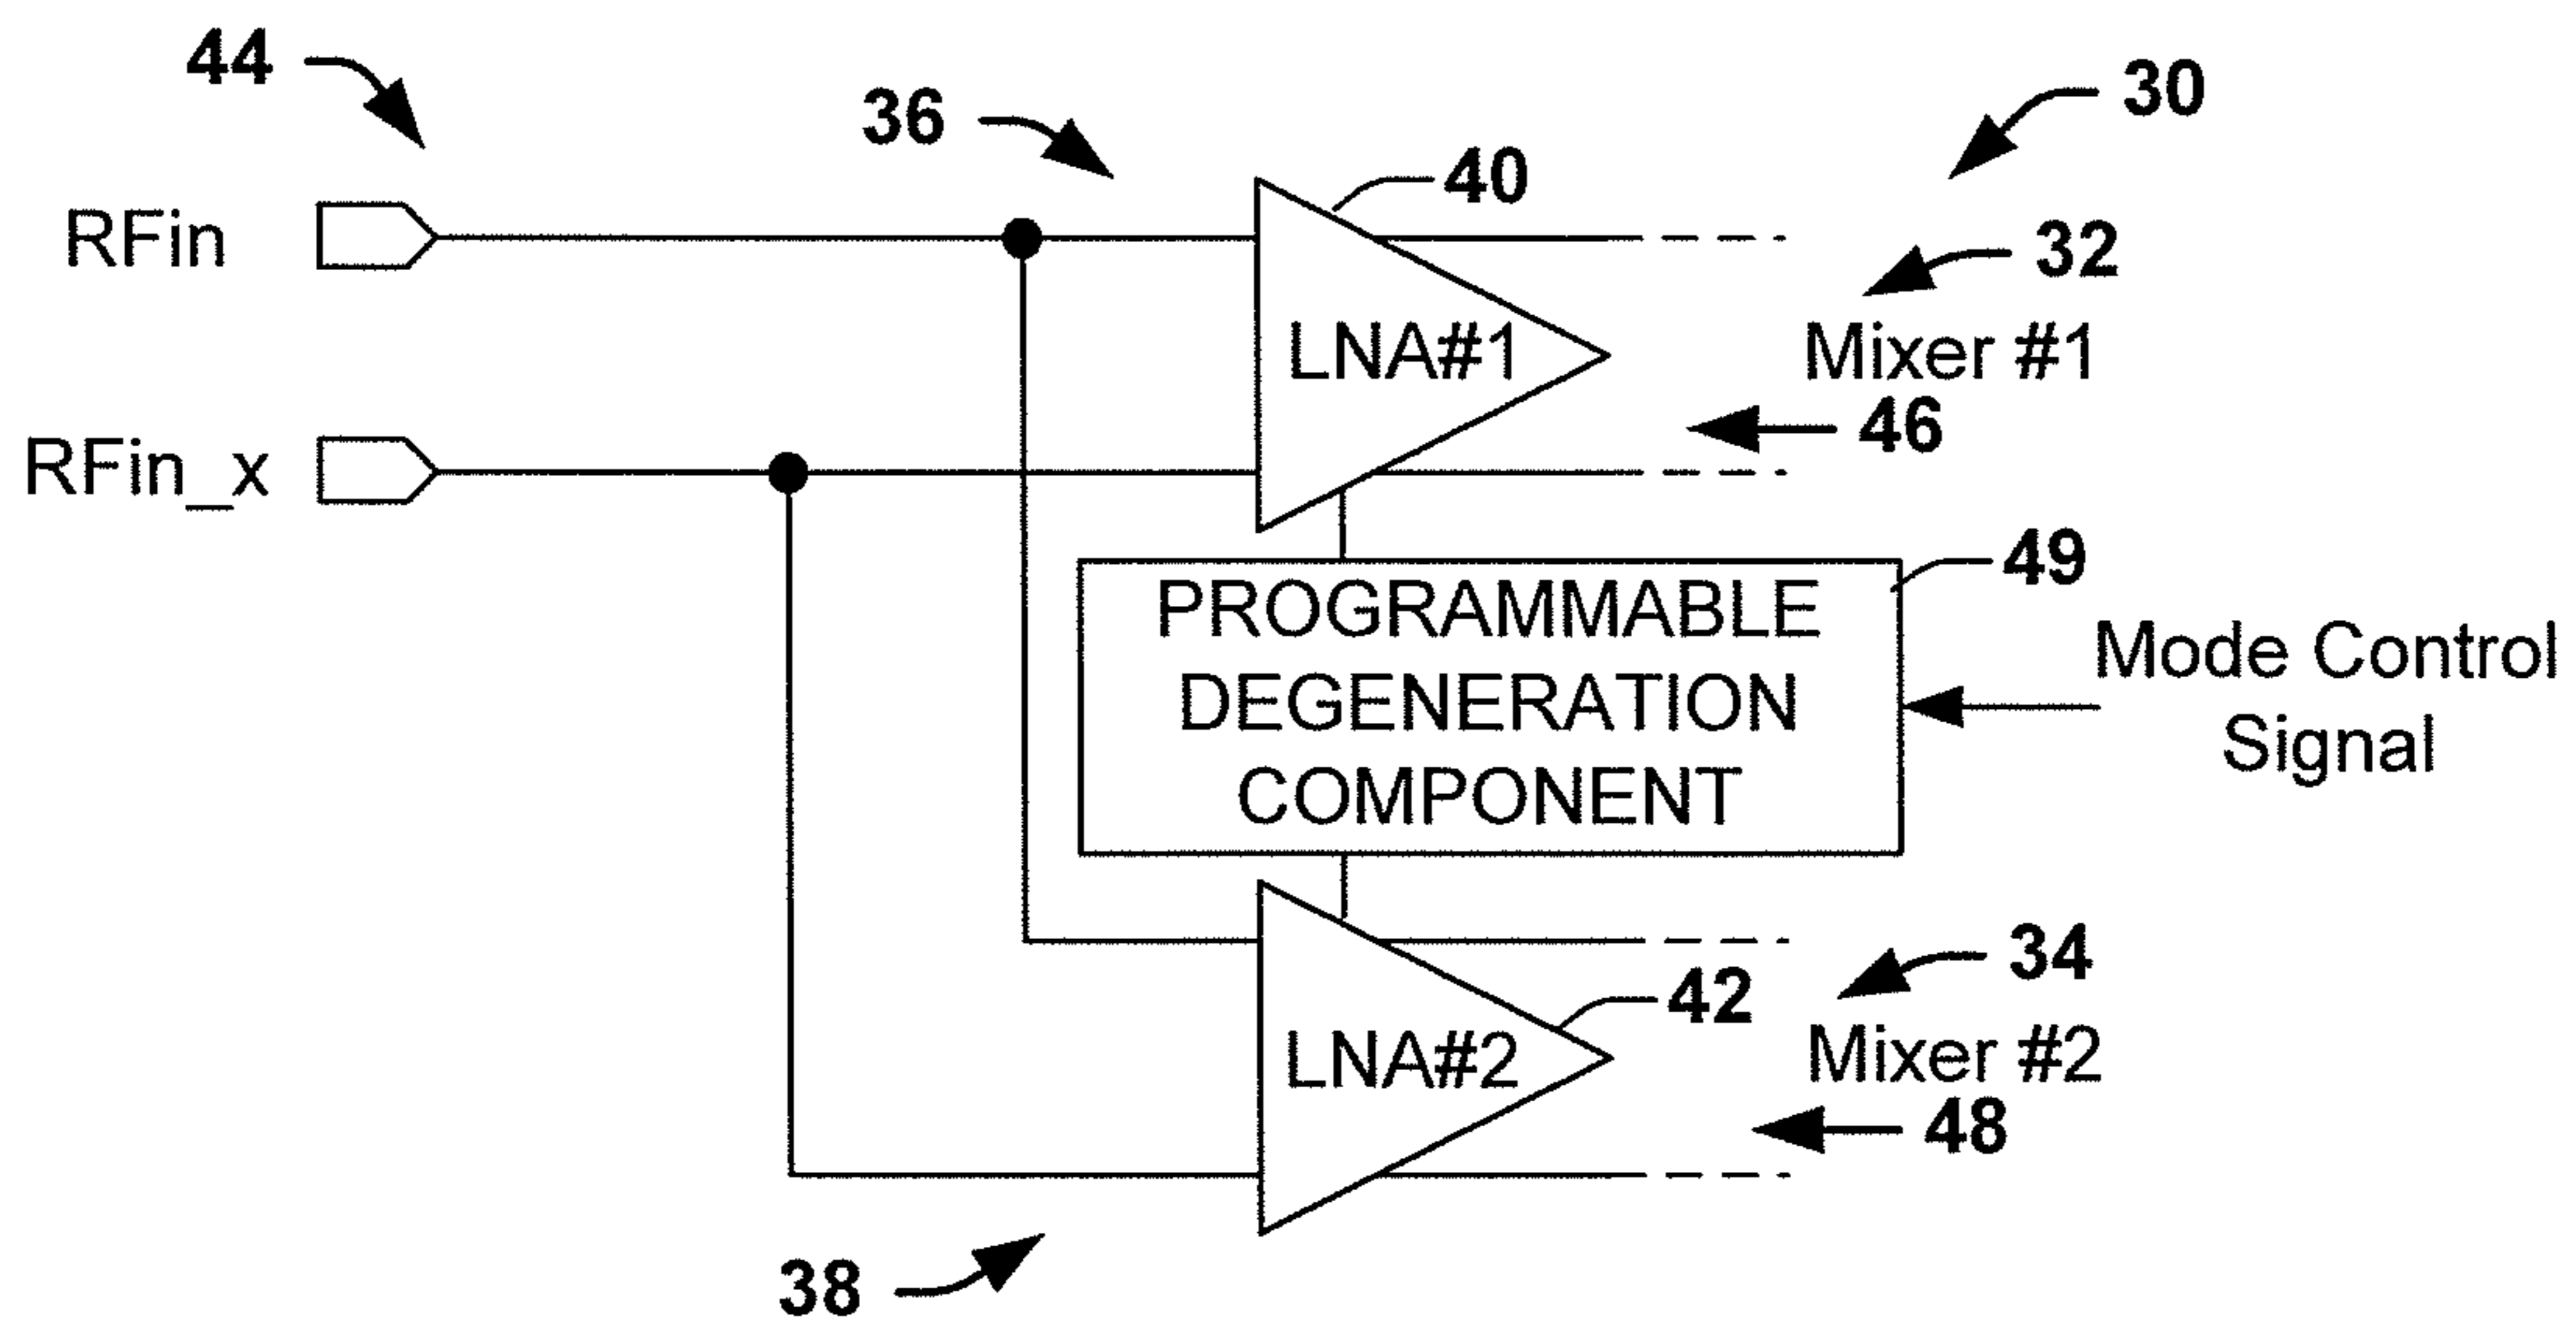 44
36
30
40
RFin
32
LNA#1
Mixer #1
46
RFin_x
49
PROGRAMMABLE
DEGENERATION
COMPONENT
Mode Control
Signal
34
42
LNA#2
Mixer #2
48
38